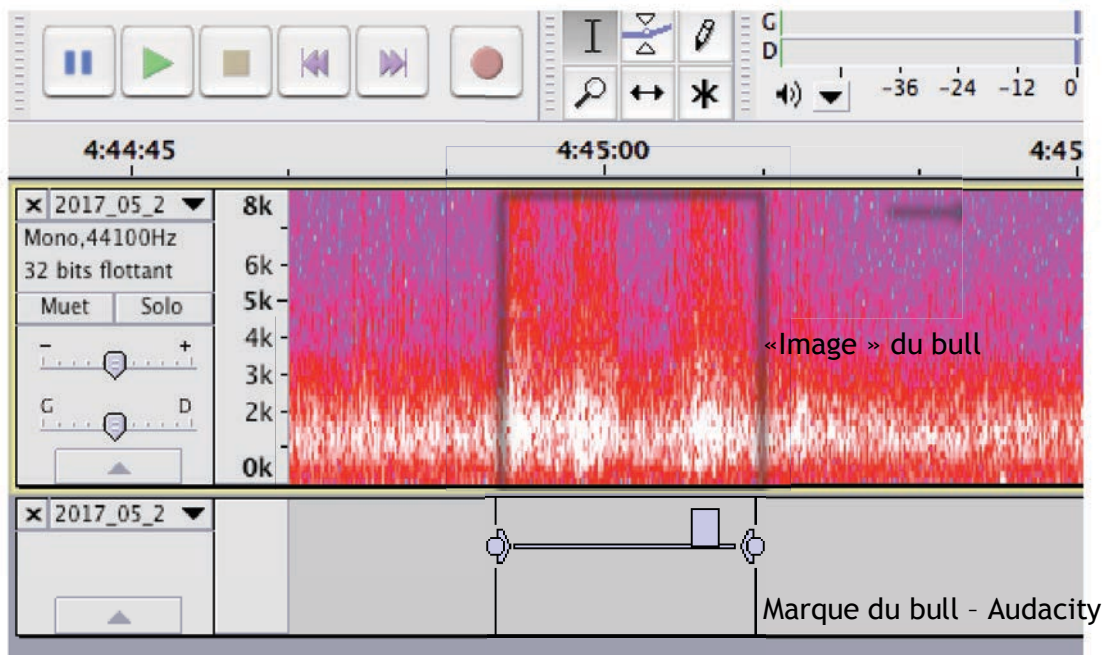 G
D
-36 -24 -12 0
4:44:45 4:45:00 4:45
× 2017_05_2
Mono,44100Hz
32 bits flottant
Muet Solo
- +
G D
8k
6k
5k
4k
3k
2k
0k
«Image » du bull
× 2017_05_2
Marque du bull – Audacity